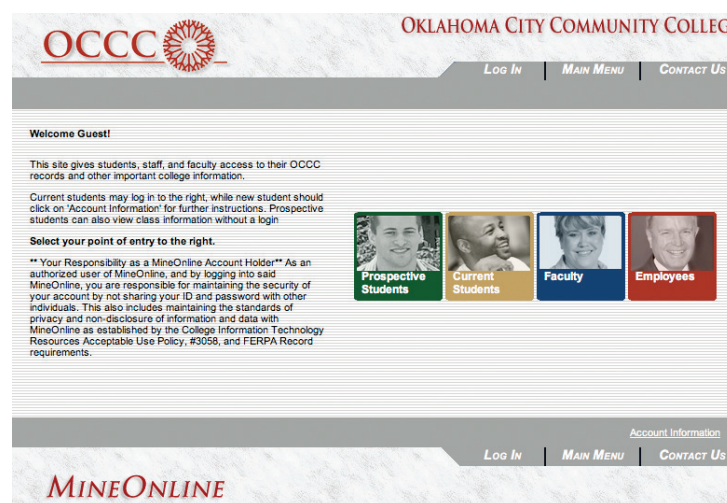 OCCC
OKLAHOMA CITY COMMUNITY COLLEG
LOG IN
MAIN MENU
CONTACT US
Welcome Guest!
This site gives students, staff, and faculty access to their OCCC
records and other important college information.
Current students may log in to the right, while new student should
click on 'Account Information' for further instructions. Prospective
students can also view class information without a login
Select your point of entry to the right.
** Your Responsibility as a MineOnline Account Holder** As an
authorized user of MineOnline, and by logging into said
MineOnline, you are responsible for maintaining the security of
your account by not sharing your ID and password with other
individuals. This also includes maintaining the standards of
privacy and non-disclosure of information and data with
MineOnline as established by the College Information Technology
Resources Acceptable Use Policy, #3058, and FERPA Record
requirements.
Prospective
Students
Current
Students
Faculty
Employees
Account Information
LOG IN
MAIN MENU
CONTACT US
MINEONLINE